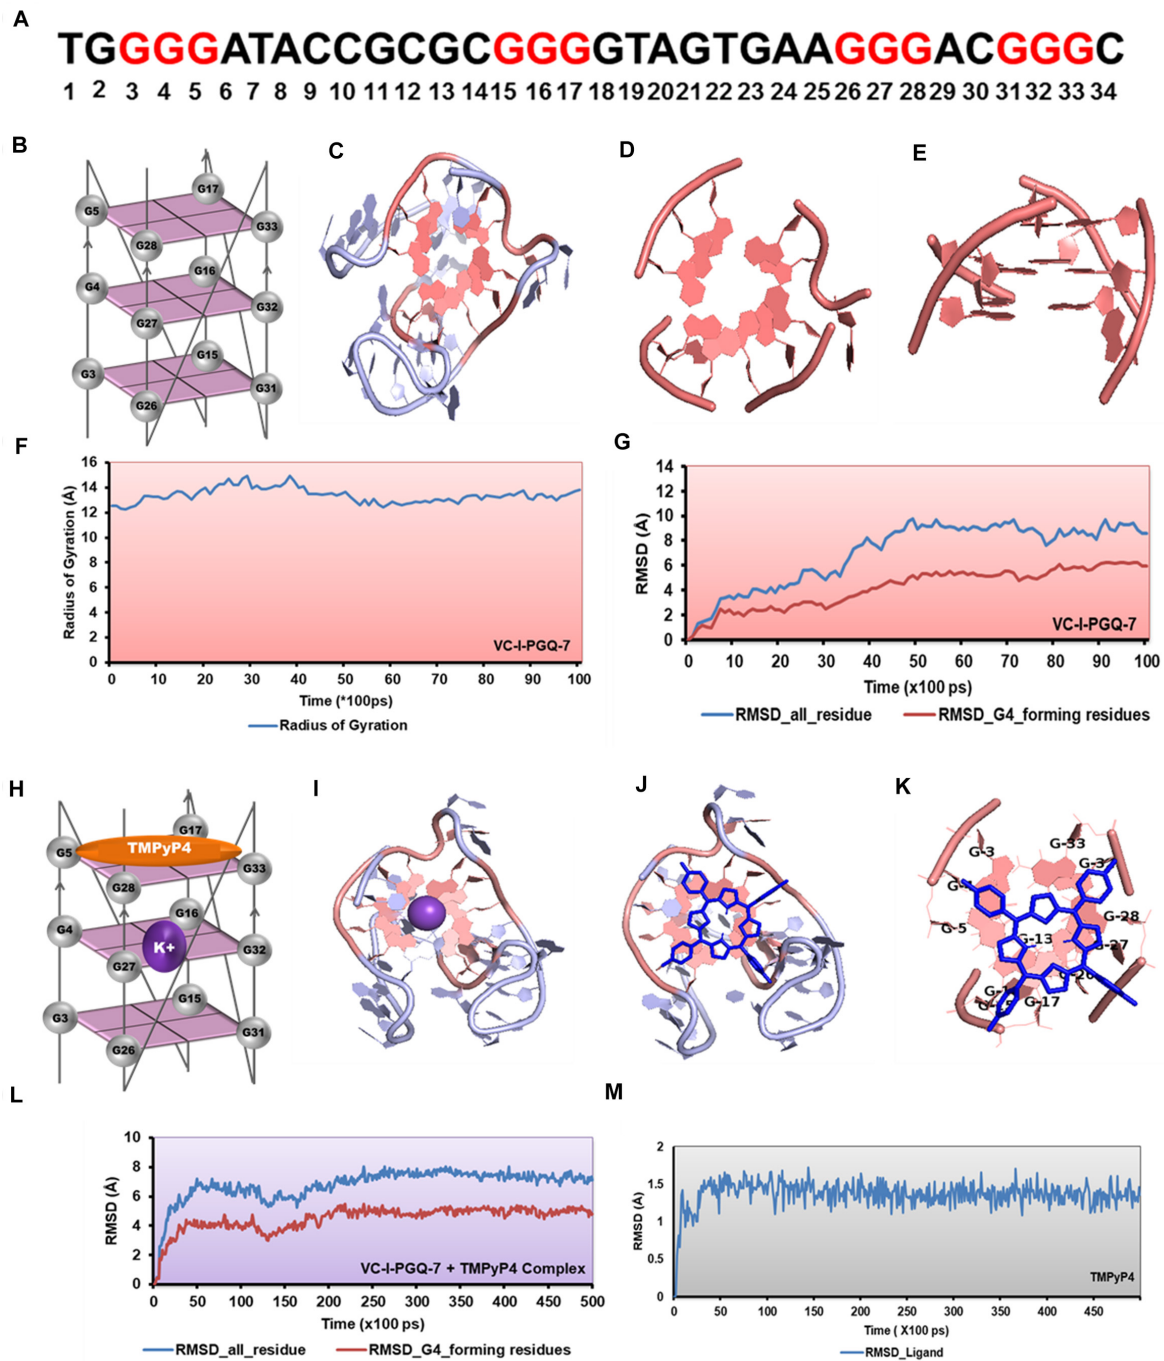 A
TGGGGATACCGCGCGGGGTAGTGAAGGGACGGGC
1 2 3 4 5 6 7 8 9 10 11 12 13 14 15 16 17 18 19 20 21 22 23 24 25 26 27 28 29 30 31 32 33 34
B
C
D
E
G17
G5
G33
G28
G16
G4
G32
G27
G15
G3
G31
G26
F
16
14
12
10
8
6
4
2
0
Radius of Gyration (Å)
VC-I-PGQ-7
0 10 20 30 40 50 60 70 80 90 100
Time (*100ps)
Radius of Gyration
G
14
12
10
8
6
4
2
0
RMSD (Å)
VC-I-PGQ-7
0 10 20 30 40 50 60 70 80 90 100
Time (x100 ps)
RMSD_all_residue RMSD_G4_forming residues
H
I
J
K
G17
TMPyP4
G5
G33
G28
G16
G4
K+
G32
G27
G15
G3
G31
G26
G-3
G-33
G-28
G-5
G-13
G-27
G-17
L
10
8
6
4
2
0
RMSD (Å)
VC-I-PGQ-7 + TMPyP4 Complex
0 50 100 150 200 250 300 350 400 450 500
Time (x100 ps)
RMSD_all_residue RMSD_G4_forming residues
M
2
1.5
1
0.5
0
RMSD (Å)
TMPyP4
0 50 100 150 200 250 300 350 400 450
Time ( X100 ps)
RMSD_Ligand